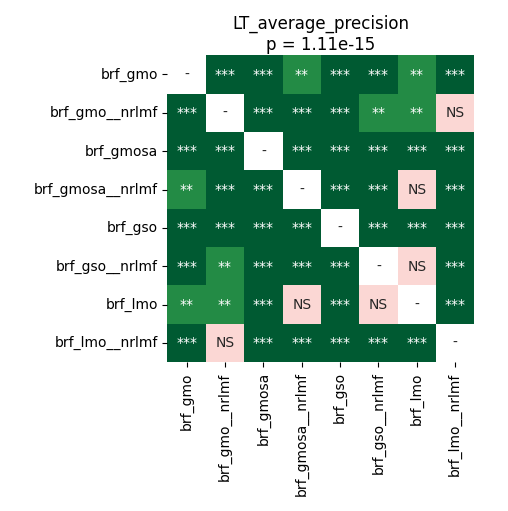 LT_average_precision
p = 1.11e-15
brf_gmo - *** *** ** *** *** ** ***
brf_gmo__nrlmf *** - *** *** *** ** ** NS
brf_gmosa *** *** - *** *** *** *** ***
brf_gmosa__nrlmf ** *** *** - *** *** NS ***
brf_gso *** *** *** *** - *** *** ***
brf_gso__nrlmf *** ** *** *** *** - NS ***
brf_lmo ** ** *** NS *** NS - ***
brf_lmo__nrlmf *** NS *** *** *** *** *** -
brf_gmo
brf_gmo__nrlmf
brf_gmosa
brf_gmosa__nrlmf
brf_gso
brf_gso__nrlmf
brf_lmo
brf_lmo__nrlmf